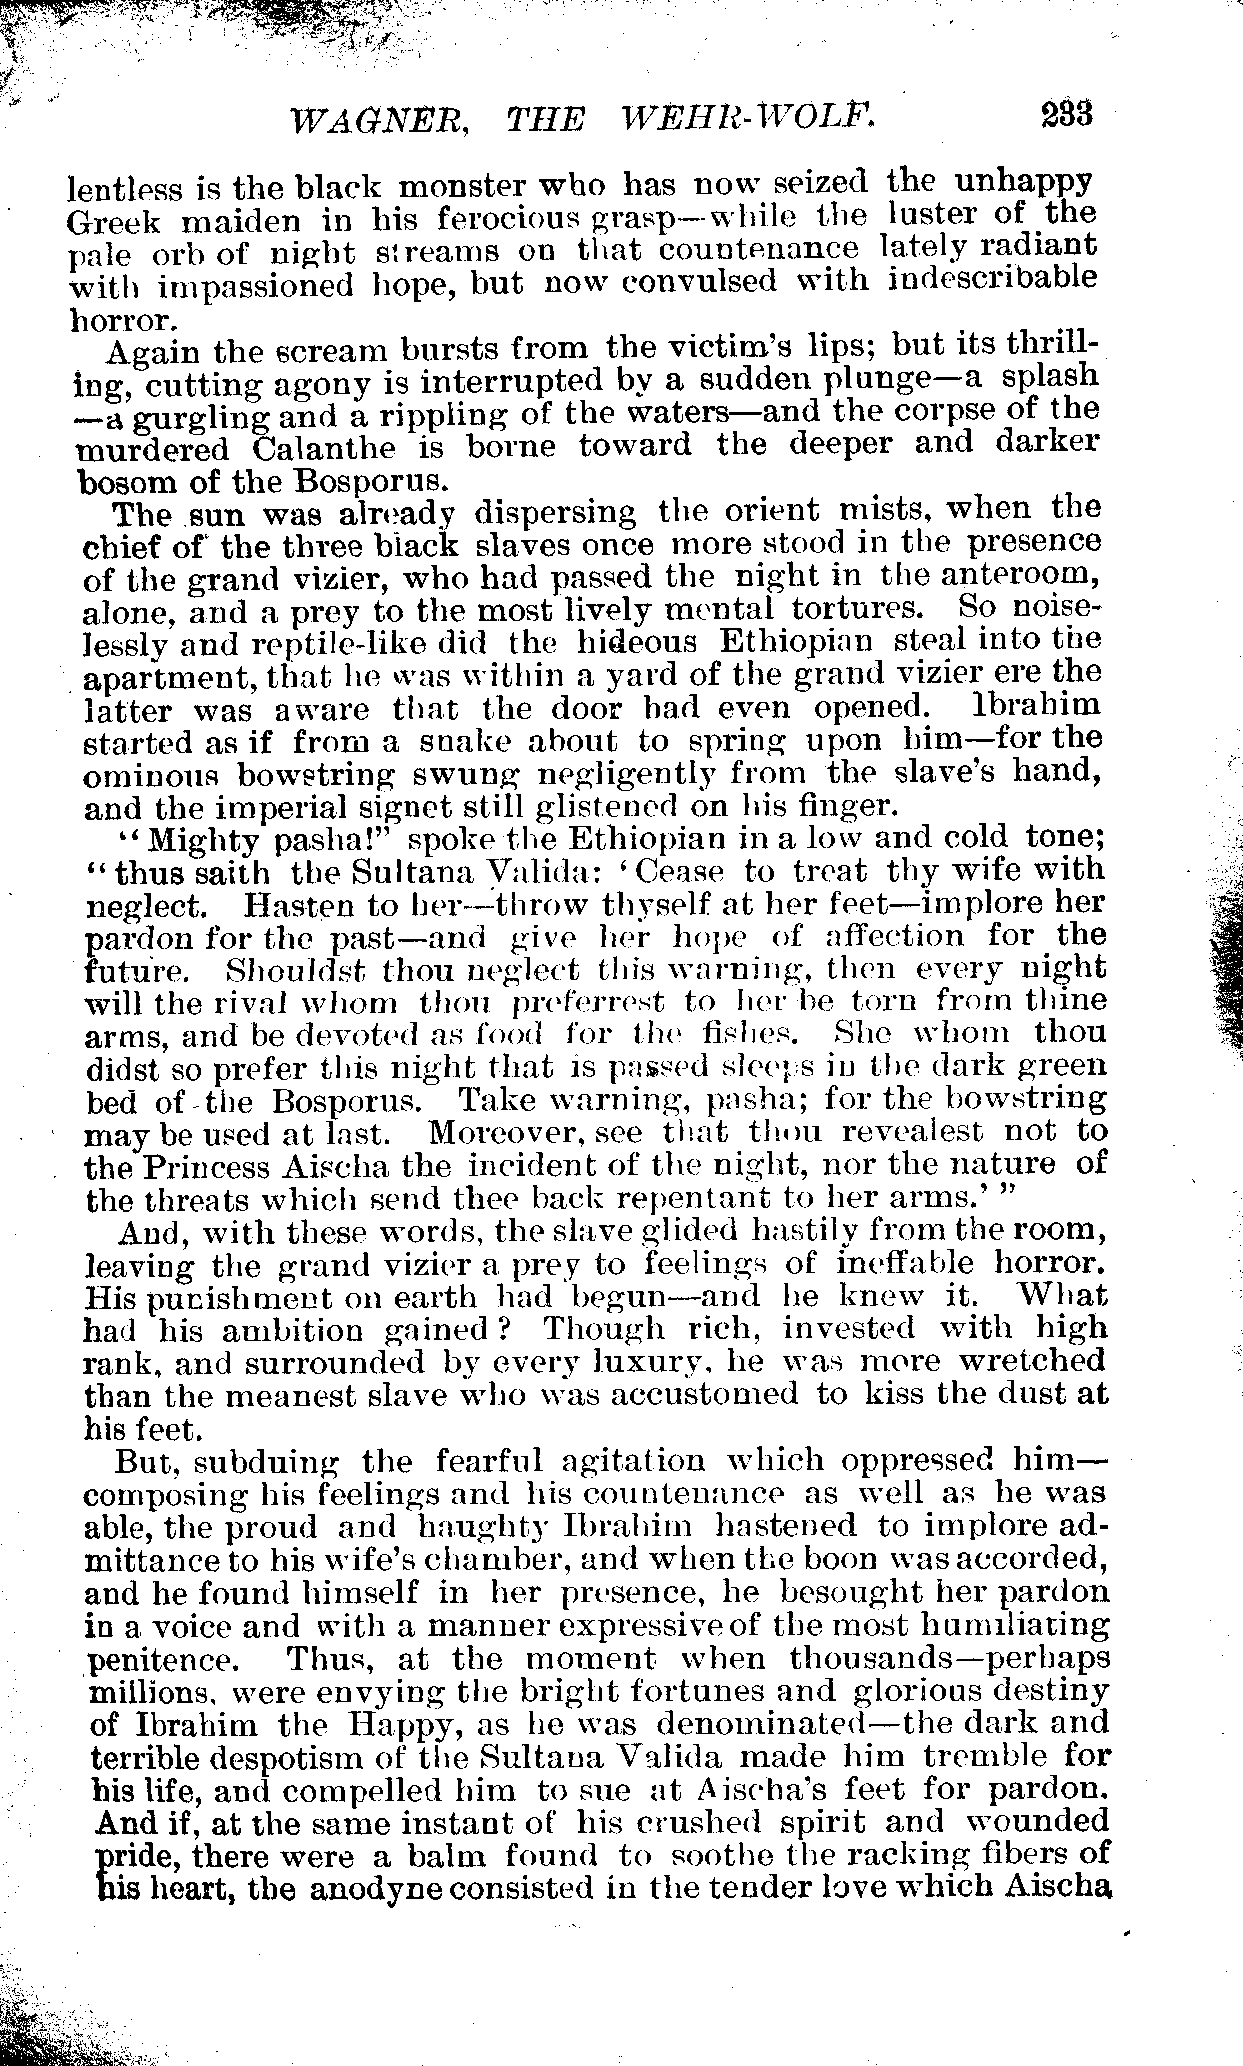 WAGNER, THE WEHR-WOLF. 233
lentless is the black monster who has now seized the unhappy
Greek maiden in his ferocious grasp—while the luster of the
pale orb of night streams on that countenance lately radiant
with impassioned hope, but now convulsed with indescribable
horror.
Again the scream bursts from the victim's lips; but its thrill-
ing, cutting agony is interrupted by a sudden plunge—a splash
—a gurgling and a rippling of the waters—and the corpse of the
murdered Calanthe is borne toward the deeper and darker
bosom of the Bosporus.
The sun was already dispersing the orient mists, when the
chief of the three black slaves once more stood in the presence
of the grand vizier, who had passed the night in the anteroom,
alone, and a prey to the most lively mental tortures. So noise-
lessly and reptile-like did the hideous Ethiopian steal into the
apartment, that he was within a yard of the grand vizier ere the
latter was aware that the door had even opened. Ibrahim
started as if from a snake about to spring upon him—for the
ominous bowstring swung negligently from the slave's hand,
and the imperial signet still glistened on his finger.
"Mighty pasha!" spoke the Ethiopian in a low and cold tone;
"thus saith the Sultana Valida: 'Cease to treat thy wife with
neglect. Hasten to her—throw thyself at her feet—implore her
pardon for the past—and give her hope of affection for the
future. Shouldst thou neglect this warning, then every night
will the rival whom thou preferrest to her be torn from thine
arms, and be devoted as food for the fishes. She whom thou
didst so prefer this night that is passed sleeps in the dark green
bed of the Bosporus. Take warning, pasha; for the bowstring
may be used at last. Moreover, see that thou revealest not to
the Princess Aischa the incident of the night, nor the nature of
the threats which send thee back repentant to her arms.' "
And, with these words, the slave glided hastily from the room,
leaving the grand vizier a prey to feelings of ineffable horror.
His punishment on earth had begun—and he knew it. What
had his ambition gained? Though rich, invested with high
rank, and surrounded by every luxury, he was more wretched
than the meanest slave who was accustomed to kiss the dust at
his feet.
But, subduing the fearful agitation which oppressed him—
composing his feelings and his countenance as well as he was
able, the proud and haughty Ibrahim hastened to implore ad-
mittance to his wife's chamber, and when the boon was accorded,
and he found himself in her presence, he besought her pardon
in a voice and with a manner expressive of the most humiliating
penitence. Thus, at the moment when thousands—perhaps
millions, were envying the bright fortunes and glorious destiny
of Ibrahim the Happy, as he was denominated—the dark and
terrible despotism of the Sultana Valida made him tremble for
his life, and compelled him to sue at Aischa's feet for pardon.
And if, at the same instant of his crushed spirit and wounded
pride, there were a balm found to soothe the racking fibers of
his heart, the anodyne consisted in the tender love which Aischa